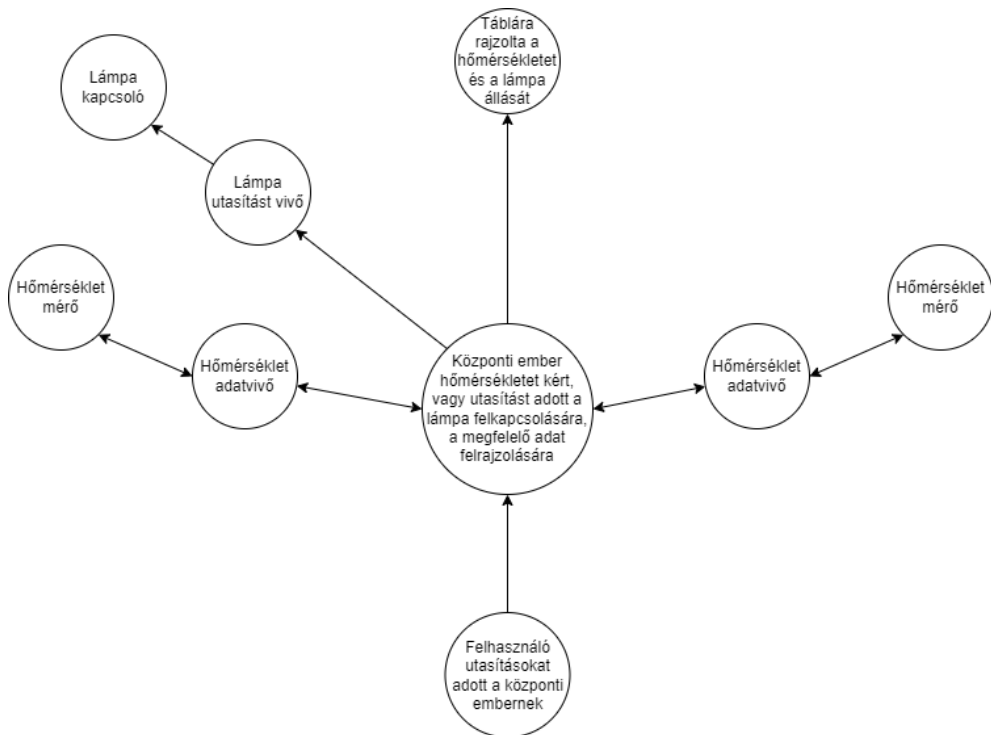 Táblára
rajzolta a
hőmérsékletet
és a lámpa
állását
Lámpa
kapcsoló
Lámpa
utasítást vivő
Hőmérséklet
mérő
Hőmérséklet
adatvivő
Központi ember
hőmérsékletet kért,
vagy utasítást adott a
lámpa felkapcsolására,
a megfelelő adat
felrajzolására
Hőmérséklet
adatvivő
Hőmérséklet
mérő
Felhasználó
utasításokat
adott a központi
embernek